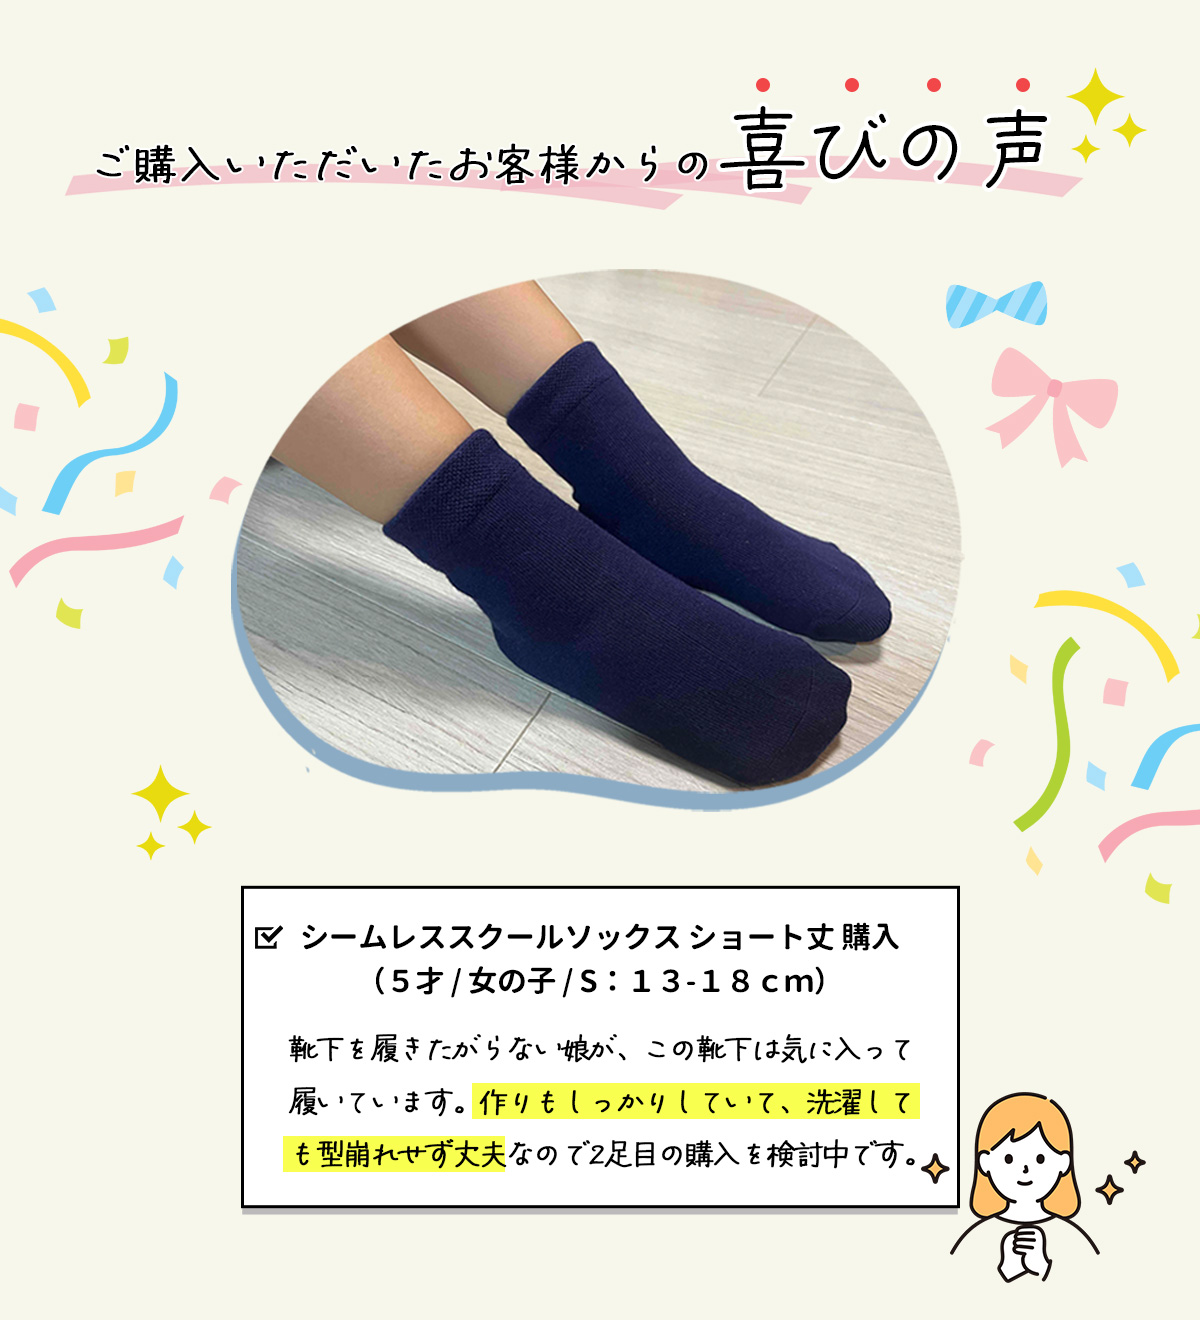 ご購入いただいたお客様からの喜びの声
シームレススクールソックス ショート丈 購入
（５才 / 女の子 / S：１３-１８ｃｍ）
靴下を履きたがらない娘が、この靴下は気に入って
履いています。作りもしっかりしていて、洗濯して
も型崩れせず丈夫なので2足目の購入を検討中です。